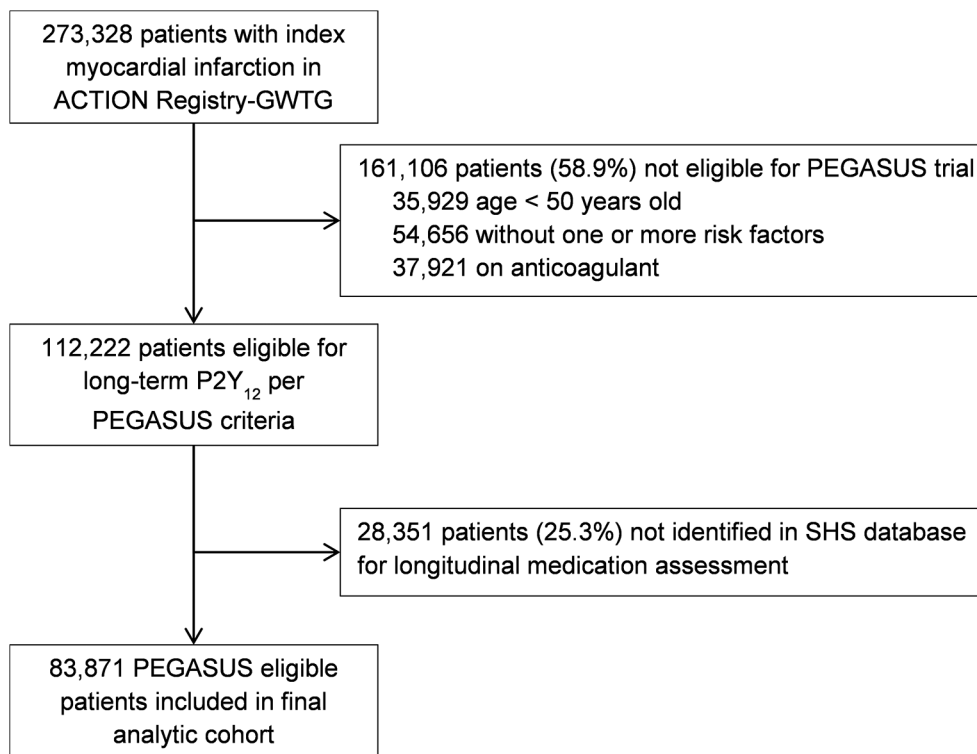 273,328 patients with index
myocardial infarction in
ACTION Registry-GWTG
161,106 patients (58.9%) not eligible for PEGASUS trial
35,929 age < 50 years old
54,656 without one or more risk factors
37,921 on anticoagulant
112,222 patients eligible for
long-term P2Y₁₂ per
PEGASUS criteria
28,351 patients (25.3%) not identified in SHS database
for longitudinal medication assessment
83,871 PEGASUS eligible
patients included in final
analytic cohort